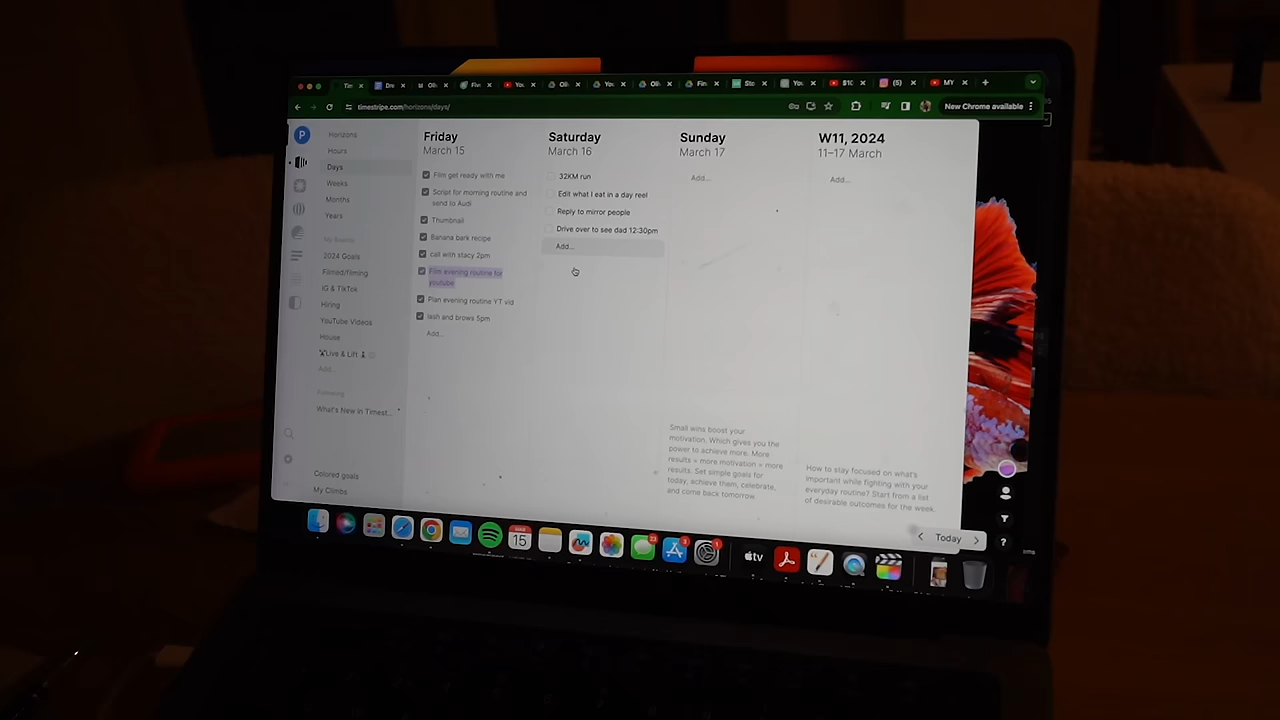 timestripe.com/horizons/days/
New Chrome available
Horizons
Hours
Days
Weeks
Months
Years
My Boards
2024 Goals
Filmed/filming
IG & TikTok
Hiring
YouTube Videos
House
Live & Lift
Add...
What's New in Timest...
Colored goals
My Climbs
Friday
March 15
Film get ready with me
Script for morning routine and
send to Audi
Thumbnail
Banana bark recipe
call with stacy 2pm
Film evening routine for
youtube
Plan evening routine YT vid
lash and brows 5pm
Add...
Saturday
March 16
32KM run
Edit what I eat in a day reel
Reply to mirror people
Drive over to see dad 12:30pm
Add...
Sunday
March 17
Add...
Small wins boost your
motivation. Which gives you the
power to achieve more. More
results = more motivation = more
results. Set simple goals for
today, achieve them, celebrate,
and come back tomorrow.
W11, 2024
11–17 March
Add...
How to stay focused on what's
important while fighting with your
everyday routine? Start from a list
of desirable outcomes for the week.
Today
15
tv